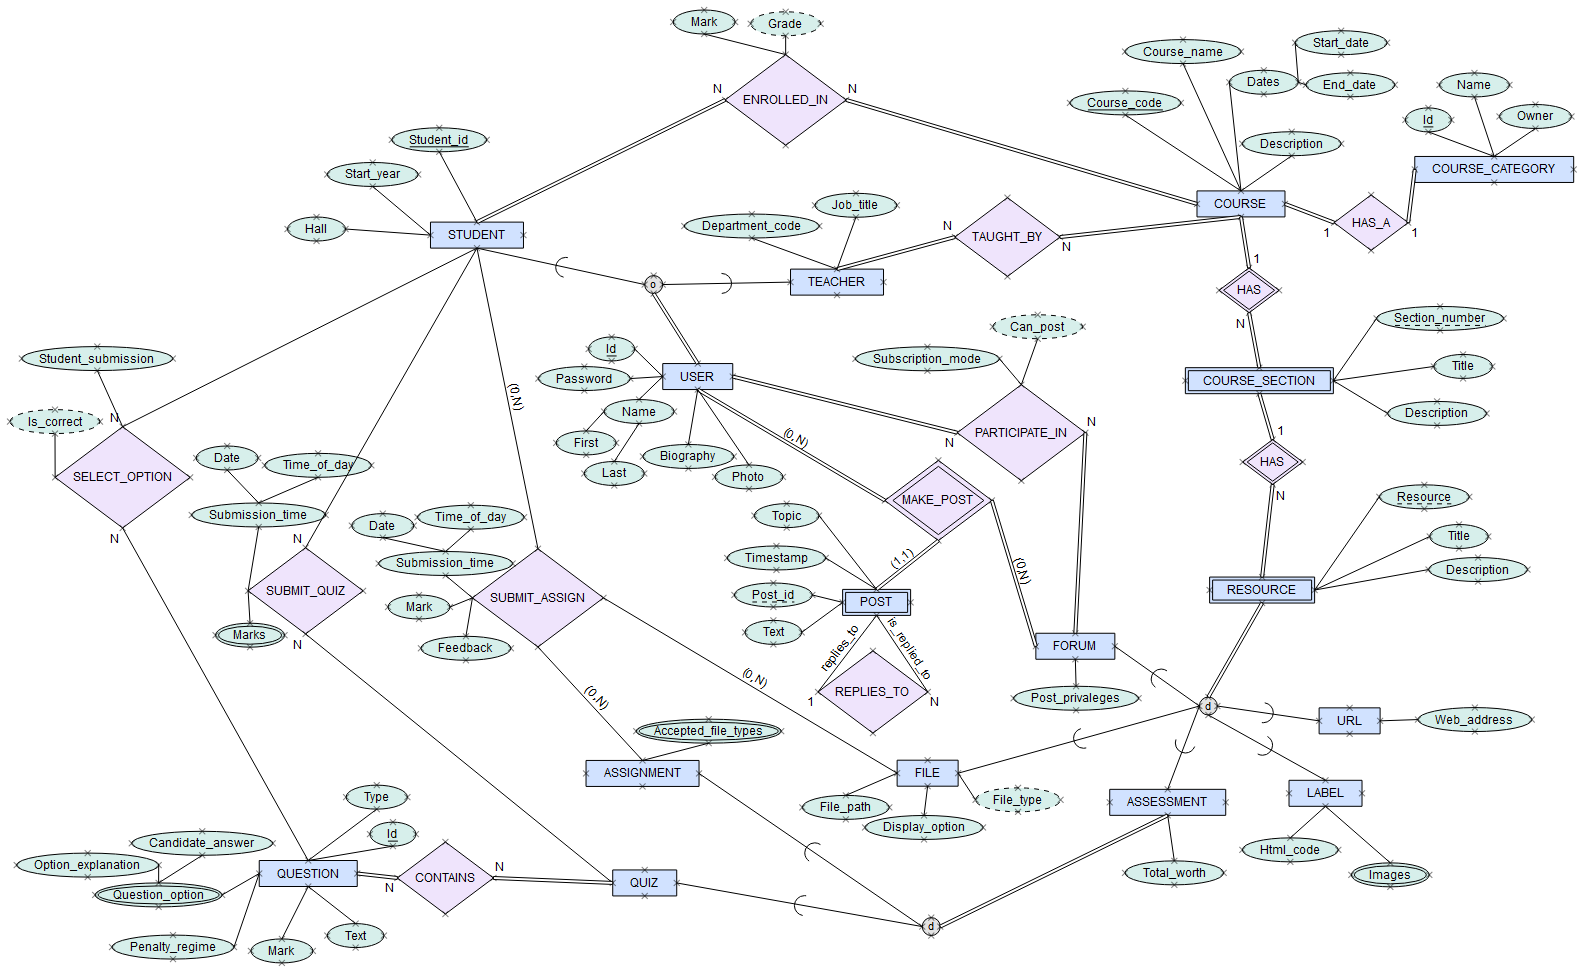 Mark
Grade
ENROLLED_IN
N
N
Course_name
Start_date
Dates
End_date
Course_code
Description
Name
Id
Owner
COURSE_CATEGORY
Student_id
Start_year
Hall
STUDENT
Department_code
Job_title
TEACHER
N
TAUGHT_BY
N
COURSE
1
HAS_A
1
o
1
HAS
N
Section_number
COURSE_SECTION
Title
Description
1
HAS
N
Resource
Title
Description
RESOURCE
Can_post
Subscription_mode
PARTICIPATE_IN
N
N
Id
USER
Password
Name
First
Last
Biography
Photo
(0,N)
(0,N)
MAKE_POST
(1,1)
(0,N)
Student_submission
N
Is_correct
SELECT_OPTION
N
Date
Time_of_day
Submission_time
N
SUBMIT_QUIZ
Marks
N
Date
Time_of_day
Submission_time
Mark
SUBMIT_ASSIGN
Feedback
(0,N)
(0,N)
Topic
Timestamp
Post_id
POST
Text
replies_to
is_replied_to
REPLIES_TO
1
N
FORUM
Post_privaleges
d
URL
Web_address
Accepted_file_types
ASSIGNMENT
FILE
File_path
File_type
Display_option
ASSESSMENT
Total_worth
LABEL
Html_code
Images
Type
Id
Candidate_answer
Option_explanation
Question_option
QUESTION
Penalty_regime
Mark
Text
N
CONTAINS
N
QUIZ
d